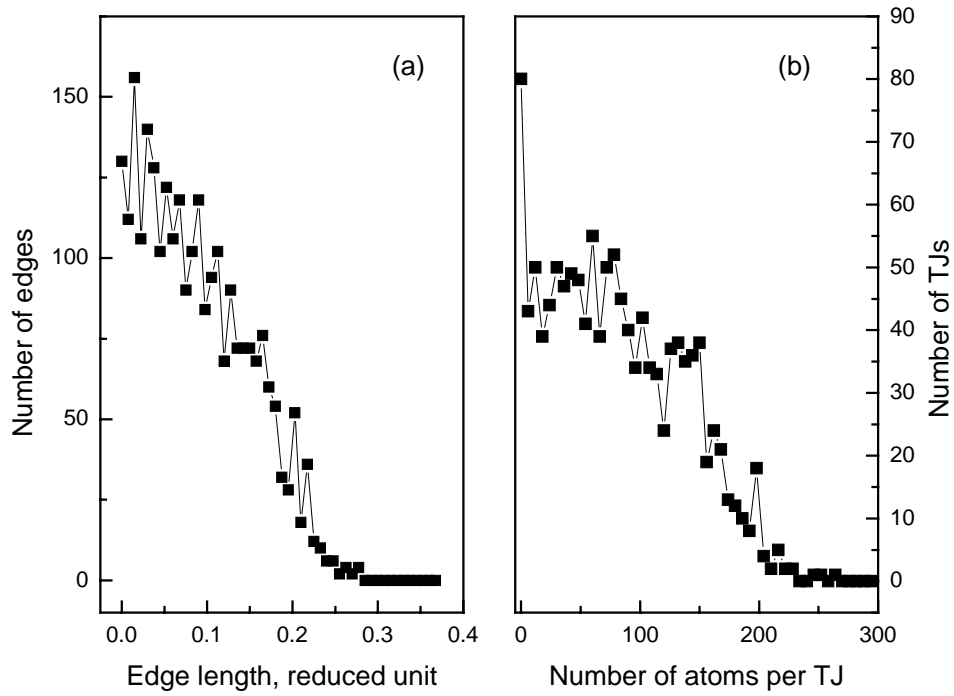 (a)
150
100
50
0
Number of edges
0.0 0.1 0.2 0.3 0.4
Edge length, reduced unit
(b)
90
80
70
60
50
40
30
20
10
0
Number of TJs
0 100 200 300
Number of atoms per TJ